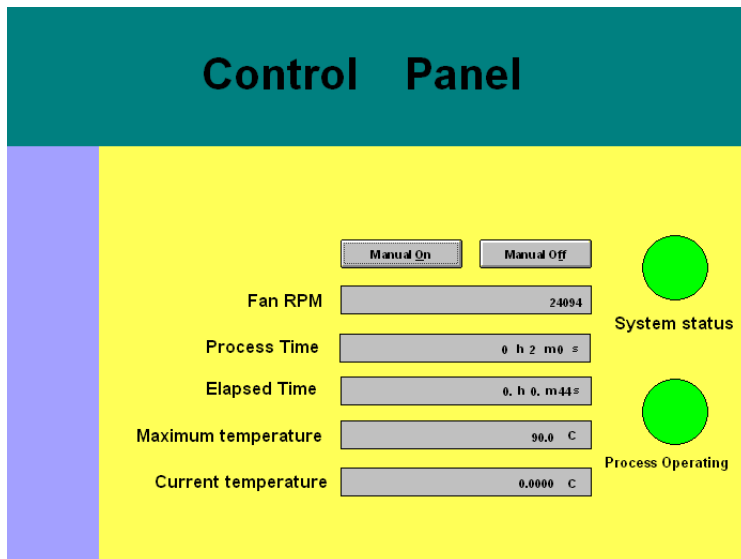 Control Panel
Manual On Manual Off
Fan RPM 24094
System status
Process Time 0 h 2 m0 s
Elapsed Time 0. h 0. m44s
Maximum temperature 90.0 C
Process Operating
Current temperature 0.0000 C